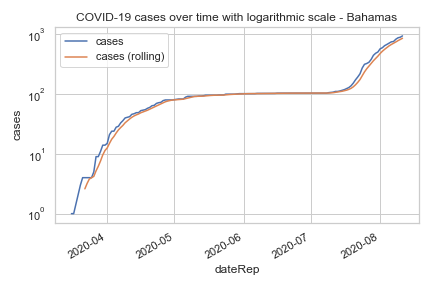 COVID-19 cases over time with logarithmic scale - Bahamas
cases
cases (rolling)
10³
10²
10¹
10⁰
cases
2020-04
2020-05
2020-06
2020-07
2020-08
dateRep